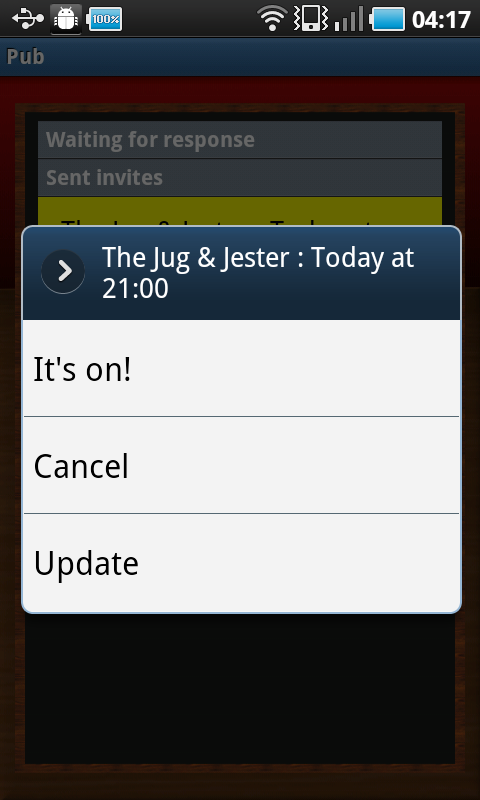 100%
04:17
Pub
Waiting for response
Sent invites
The Jug & Jester : Today at
21:00
It's on!
Cancel
Update